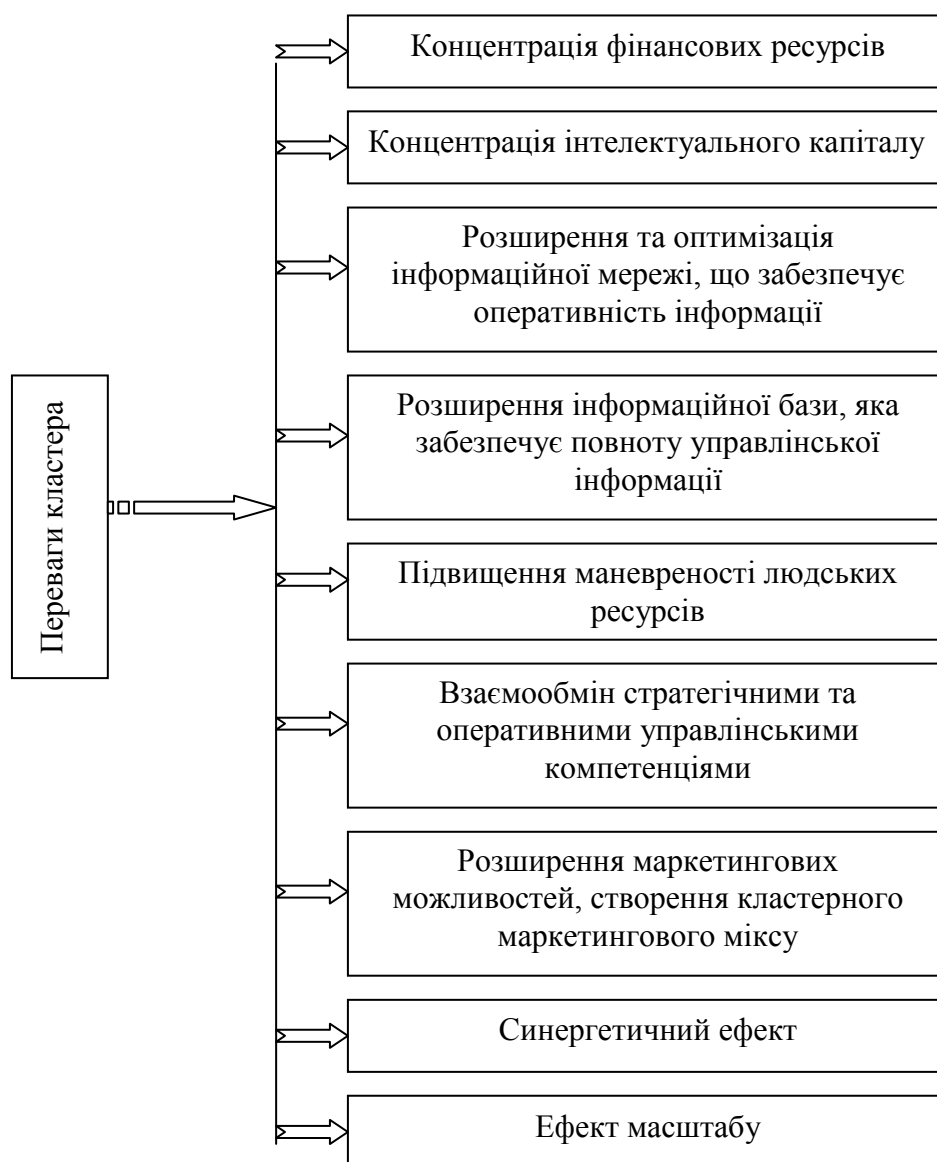 Переваги кластера
Концентрація фінансових ресурсів
Концентрація інтелектуального капіталу
Розширення та оптимізація
інформаційної мережі, що забезпечує
оперативність інформації
Розширення інформаційної бази, яка
забезпечує повноту управлінської
інформації
Підвищення маневреності людських
ресурсів
Взаємообмін стратегічними та
оперативними управлінськими
компетенціями
Розширення маркетингових
можливостей, створення кластерного
маркетингового міксу
Синергетичний ефект
Ефект масштабу